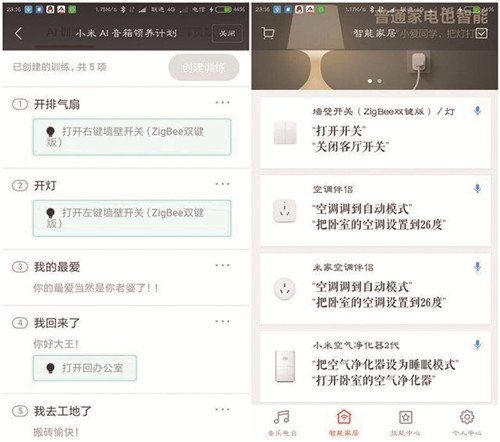 23:16
1.17K/s
4G
电信
44%
小米 AI 音箱领养计划
关闭
已创建的训练，共 5 项
创建训练
1 开排气扇
打开右键墙壁开关（ZigBee双键
版）
2 开灯
打开左键墙壁开关（ZigBee双键
版）
3 我的最爱
你的最爱当然是你老婆了！！
4 我回来了
你好大王！
打开回办公室
5 我去工地了
搬砖愉快！
23:16
1.17K/s
4G
电信
44%
普通家电也智能
智能家居
“小爱同学，把灯打
墙壁开关（ZigBee双键版）/灯
“打开开关”
“关闭客厅开关”
空调伴侣
“空调调到自动模式”
“把卧室的空调设置到26度”
米家空调伴侣
“空调调到自动模式”
“把卧室的空调设置到26度”
小米空气净化器2代
“把空气净化器设为睡眠模式”
“打开卧室的空气净化器”
音乐电台
智能家居
技能中心
个人中心